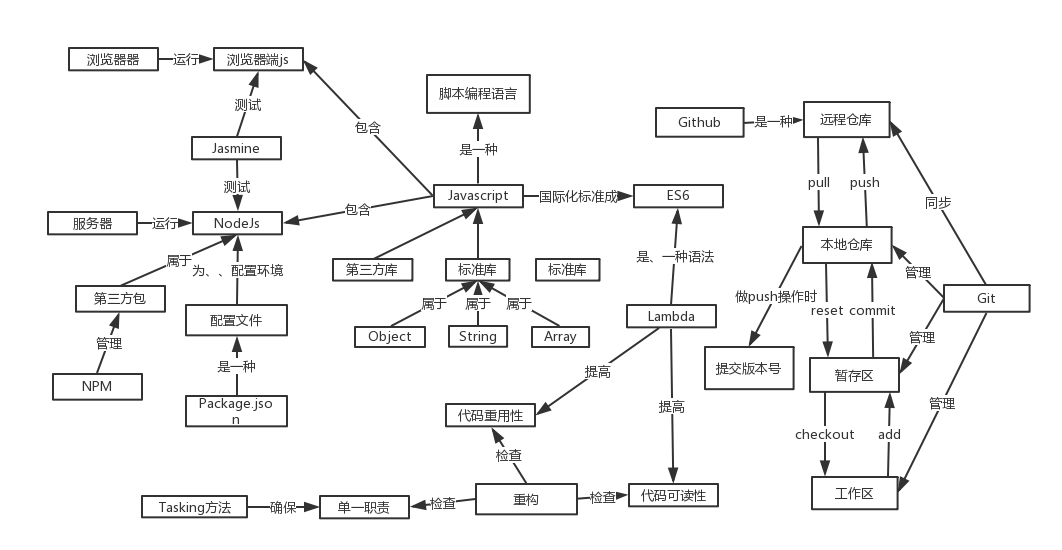 浏览器器
运行
浏览器端js
测试
Jasmine
测试
服务器
运行
NodeJs
属于
为、、配置环境
第三方包
管理
NPM
配置文件
是一种
Package.jso
n
包含
包含
脚本编程语言
是一种
Javascript
国际化标准成
ES6
第三方库
标准库
标准库
属于
属于
属于
Object
String
Array
是、一种语法
Lambda
提高
提高
代码重用性
检查
Tasking方法
确保
单一职责
检查
重构
检查
代码可读性
Github
是一种
远程仓库
pull
push
同步
本地仓库
管理
Git
做push操作时
reset
commit
管理
提交版本号
暂存区
管理
checkout
add
工作区